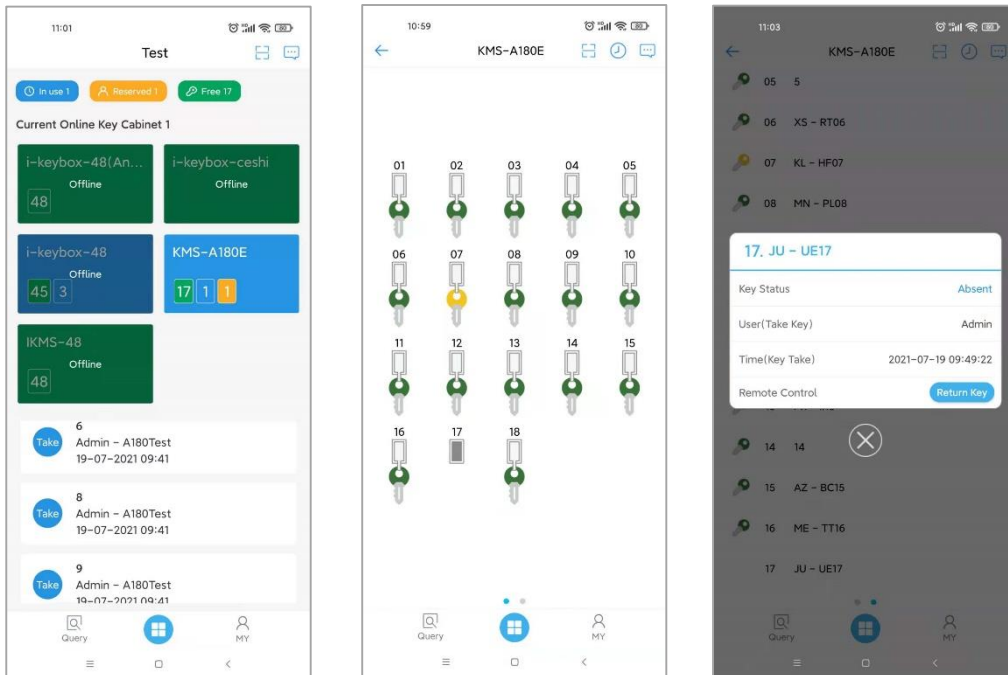 11:01
Test
In use 1 Reserved 1 Free 17
Current Online Key Cabinet 1
i-keybox-48(An...
Offline
48
i-keybox-ceshi
Offline
i-keybox-48
Offline
45 3
KMS-A180E
17 1 1
IKMS-48
Offline
48
6
Take
Admin - A180Test
19-07-2021 09:41
8
Take
Admin - A180Test
19-07-2021 09:41
9
Take
Admin - A180Test
19-07-2021 09:41
Query MY
10:59
80
KMS-A180E
01 02 03 04 05
06 07 08 09 10
11 12 13 14 15
16 17 18
Query MY
11:03
80
KMS-A180E
05 5
06 XS - RT06
07 KL - HF07
08 MN - PL08
17. JU - UE17
Key Status Absent
User(Take Key) Admin
Time(Key Take) 2021-07-19 09:49:22
Remote Control Return Key
14 14
15 AZ - BC15
16 ME - TT16
17 JU - UE17
Query MY